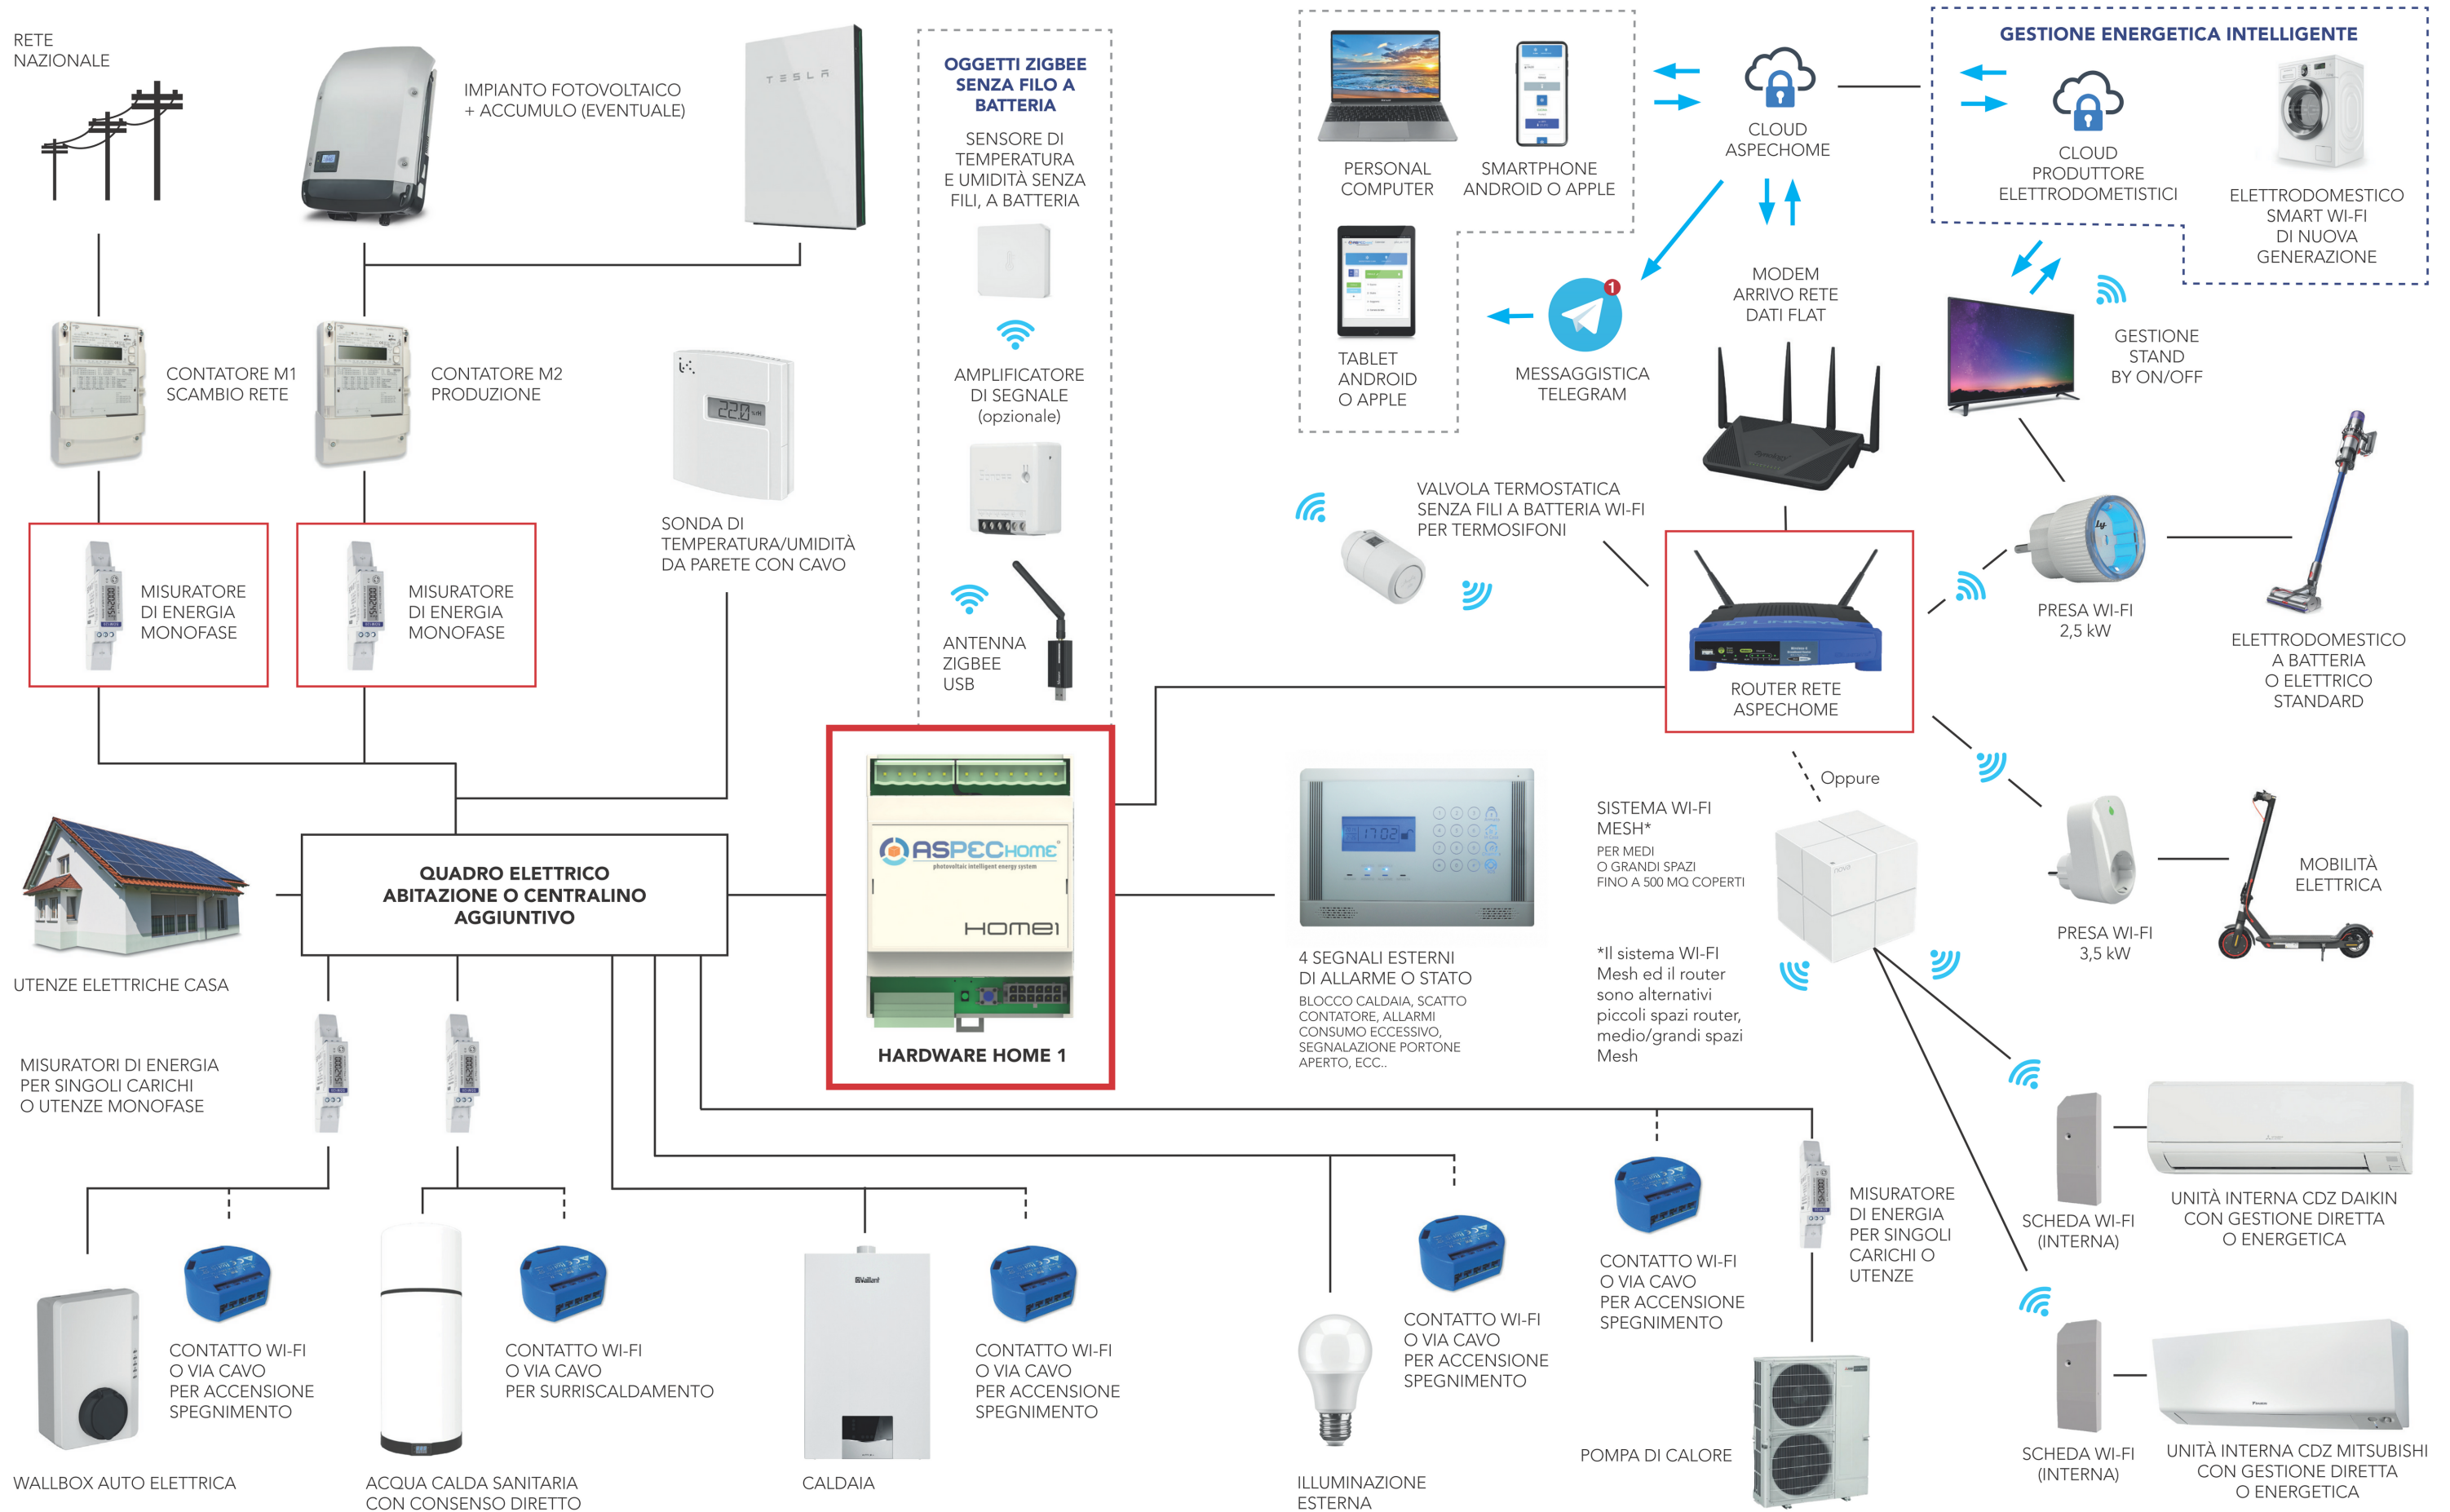 RETE
NAZIONALE
IMPIANTO FOTOVOLTAICO
+ ACCUMULO (EVENTUALE)
TESLA
OGGETTI ZIGBEE
SENZA FILO A
BATTERIA
SENSORE DI
TEMPERATURA
E UMIDITÀ SENZA
FILI, A BATTERIA
AMPLIFICATORE
DI SEGNALE
(opzionale)
ANTENNA
ZIGBEE
USB
CONTATORE M1
SCAMBIO RETE
CONTATORE M2
PRODUZIONE
22.0
SONDA DI
TEMPERATURA/UMIDITÀ
DA PARETE CON CAVO
MISURATORE
DI ENERGIA
MONOFASE
MISURATORE
DI ENERGIA
MONOFASE
PERSONAL
COMPUTER
SMARTPHONE
ANDROID O APPLE
TABLET
ANDROID
O APPLE
1
MESSAGGISTICA
TELEGRAM
CLOUD
ASPECHOME
MODEM
ARRIVO RETE
DATI FLAT
Synology
GESTIONE ENERGETICA INTELLIGENTE
CLOUD
PRODUTTORE
ELETTRODOMETISTICI
ELETTRODOMESTICO
SMART WI-FI
DI NUOVA
GENERAZIONE
GESTIONE
STAND
BY ON/OFF
VALVOLA TERMOSTATICA
SENZA FILI A BATTERIA WI-FI
PER TERMOSIFONI
LINKSYS
ROUTER RETE
ASPECHOME
Ly
PRESA WI-FI
2,5 kW
ELETTRODOMESTICO
A BATTERIA
O ELETTRICO
STANDARD
Oppure
SISTEMA WI-FI
MESH*
PER MEDI
O GRANDI SPAZI
FINO A 500 MQ COPERTI
*Il sistema WI-FI
Mesh ed il router
sono alternativi
piccoli spazi router,
medio/grandi spazi
Mesh
PRESA WI-FI
3,5 kW
MOBILITÀ
ELETTRICA
QUADRO ELETTRICO
ABITAZIONE O CENTRALINO
AGGIUNTIVO
UTENZE ELETTRICHE CASA
ASPECHOME
photovoltaic intelligent energy system
HOME1
HARDWARE HOME 1
17:02
4 SEGNALI ESTERNI
DI ALLARME O STATO
BLOCCO CALDAIA, SCATTO
CONTATORE, ALLARMI
CONSUMO ECCESSIVO,
SEGNALAZIONE PORTONE
APERTO, ECC..
MISURATORI DI ENERGIA
PER SINGOLI CARICHI
O UTENZE MONOFASE
CONTATTO WI-FI
O VIA CAVO
PER ACCENSIONE
SPEGNIMENTO
WALLBOX AUTO ELETTRICA
CONTATTO WI-FI
O VIA CAVO
PER SURRISCALDAMENTO
ACQUA CALDA SANITARIA
CON CONSENSO DIRETTO
Vaillant
CALDAIA
CONTATTO WI-FI
O VIA CAVO
PER ACCENSIONE
SPEGNIMENTO
ILLUMINAZIONE
ESTERNA
CONTATTO WI-FI
O VIA CAVO
PER ACCENSIONE
SPEGNIMENTO
CONTATTO WI-FI
O VIA CAVO
PER ACCENSIONE
SPEGNIMENTO
MISURATORE
DI ENERGIA
PER SINGOLI
CARICHI O
UTENZE
POMPA DI CALORE
SCHEDA WI-FI
(INTERNA)
UNITÀ INTERNA CDZ DAIKIN
CON GESTIONE DIRETTA
O ENERGETICA
SCHEDA WI-FI
(INTERNA)
UNITÀ INTERNA CDZ MITSUBISHI
CON GESTIONE DIRETTA
O ENERGETICA